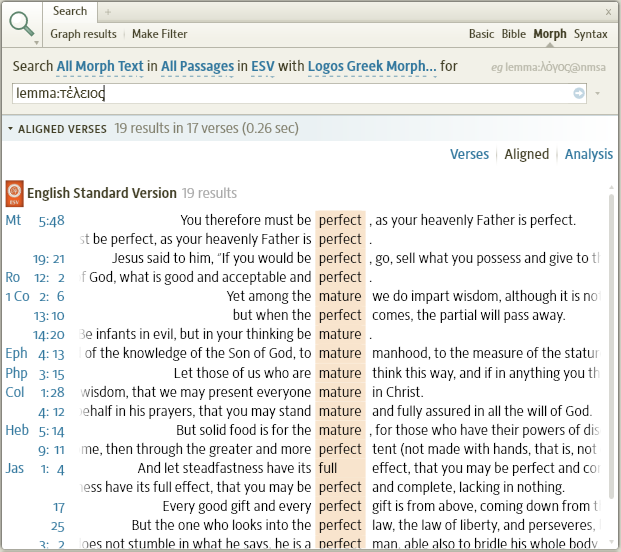 Search
Graph results Make Filter Basic Bible Morph Syntax
Search All Morph Text in All Passages in ESV with Logos Greek Morph... for eg lemma:λόγος@nmsa
lemma:τέλειος
ALIGNED VERSES 19 results in 17 verses (0.26 sec)
Verses Aligned Analysis
English Standard Version 19 results
Mt 5:48 You therefore must be perfect , as your heavenly Father is perfect.
be perfect, as your heavenly Father is perfect .
19: 21 Jesus said to him, "If you would be perfect , go, sell what you possess and give to
Ro 12: 2 of God, what is good and acceptable and perfect .
1 Co 2: 6 Yet among the mature we do impart wisdom, although it is not
13: 10 but when the perfect comes, the partial will pass away.
14:20 Be infants in evil, but in your thinking be mature .
Eph 4: 13 of the knowledge of the Son of God, to mature manhood, to the measure of the
Php 3: 15 Let those of us who are mature think this way, and if in anything you
Col 1:28 wisdom, that we may present everyone mature in Christ.
4: 12 in his prayers, that you may stand mature and fully assured in all the will of God.
Heb 5: 14 But solid food is for the mature , for those who have their powers of
9: 11 then through the greater and more perfect tent (not made with hands, that is, not
Jas 1: 4 And let steadfastness have its full effect, that you may be perfect and
have its full effect, that you may be perfect and complete, lacking in nothing.
17 Every good gift and every perfect gift is from above, coming down from
25 But the one who looks into the perfect law, the law of liberty, and perseveres,
3: 2 does not stumble in what he says, he is a perfect man, able also to bridle his whole body.